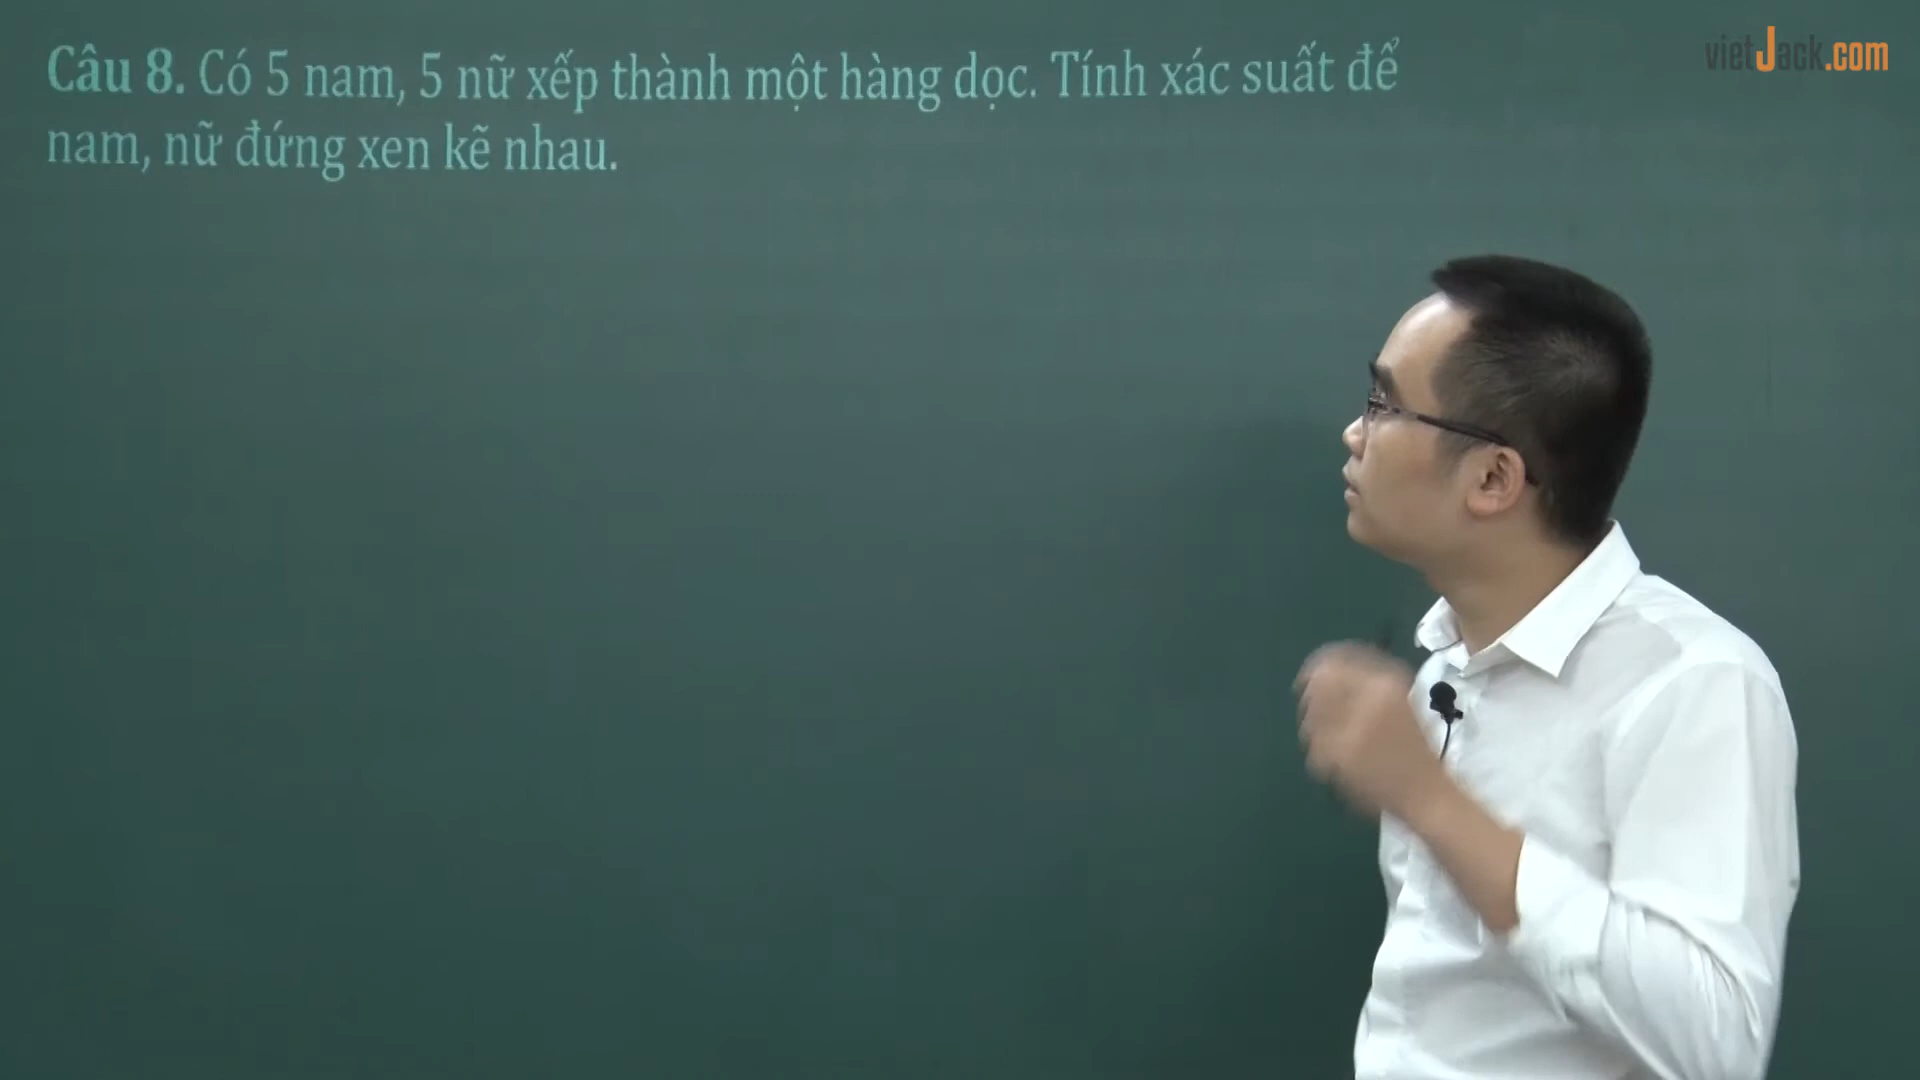 Câu 8. Có 5 nam, 5 nữ xếp thành một hàng dọc. Tính xác suất để
nam, nữ đứng xen kẽ nhau.
vietJack.com